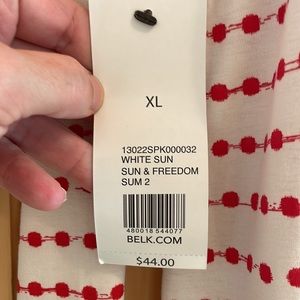 XL
13022SPK000032
WHITE SUN
SUN & FREEDOM
SUM 2
480018 544077
BELK.COM
$44.00